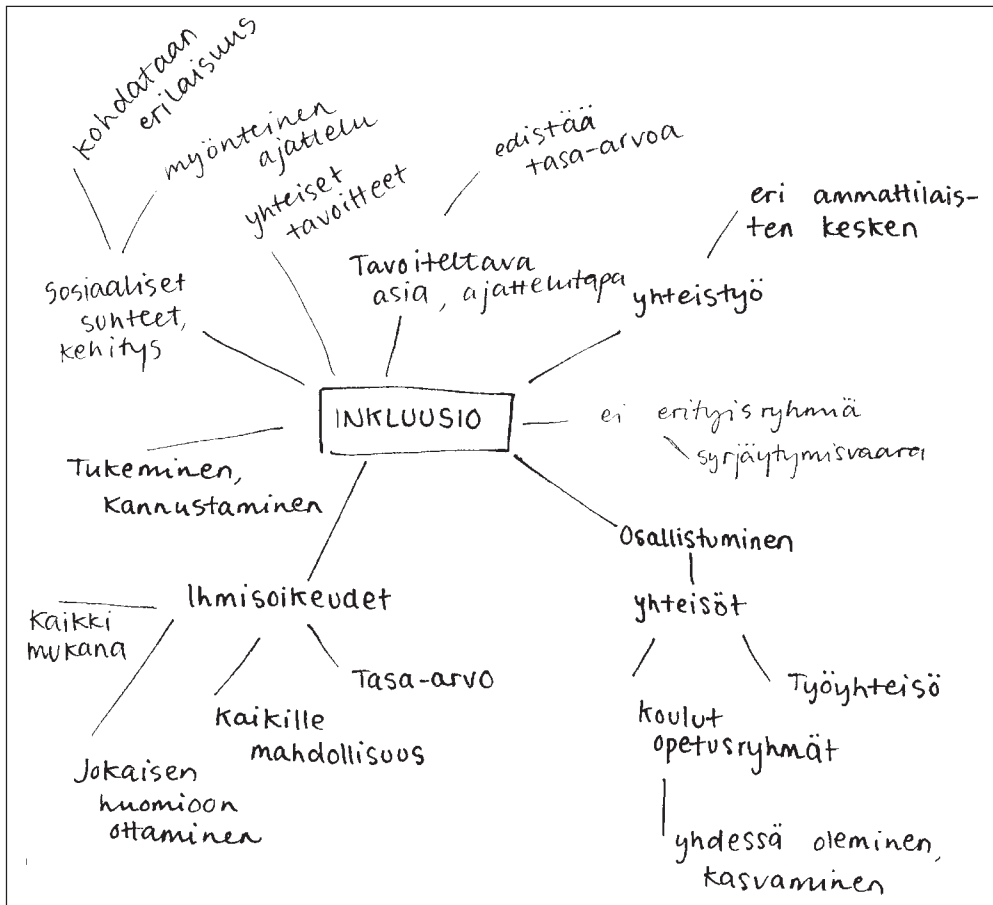 kohdataan
erilaisuus
myönteinen
ajattelu
yhteiset
tavoitteet
edistää
tasa-arvoa
eri ammattilais-
ten kesken
Sosiaaliset
suhteet,
kehitys
Tavoiteltava
asia, ajattelutapa
yhteistyö
INKLUUSIO
ei erityisryhmä
syrjäytymisvaara
Tukeminen,
kannustaminen
Osallistuminen
Ihmisoikeudet
yhteisöt
Kaikki
mukana
Tasa-arvo
Työyhteisö
Kaikille
mahdollisuus
koulut
opetusryhmät
Jokaisen
huomioon
ottaminen
yhdessä oleminen,
kasvaminen